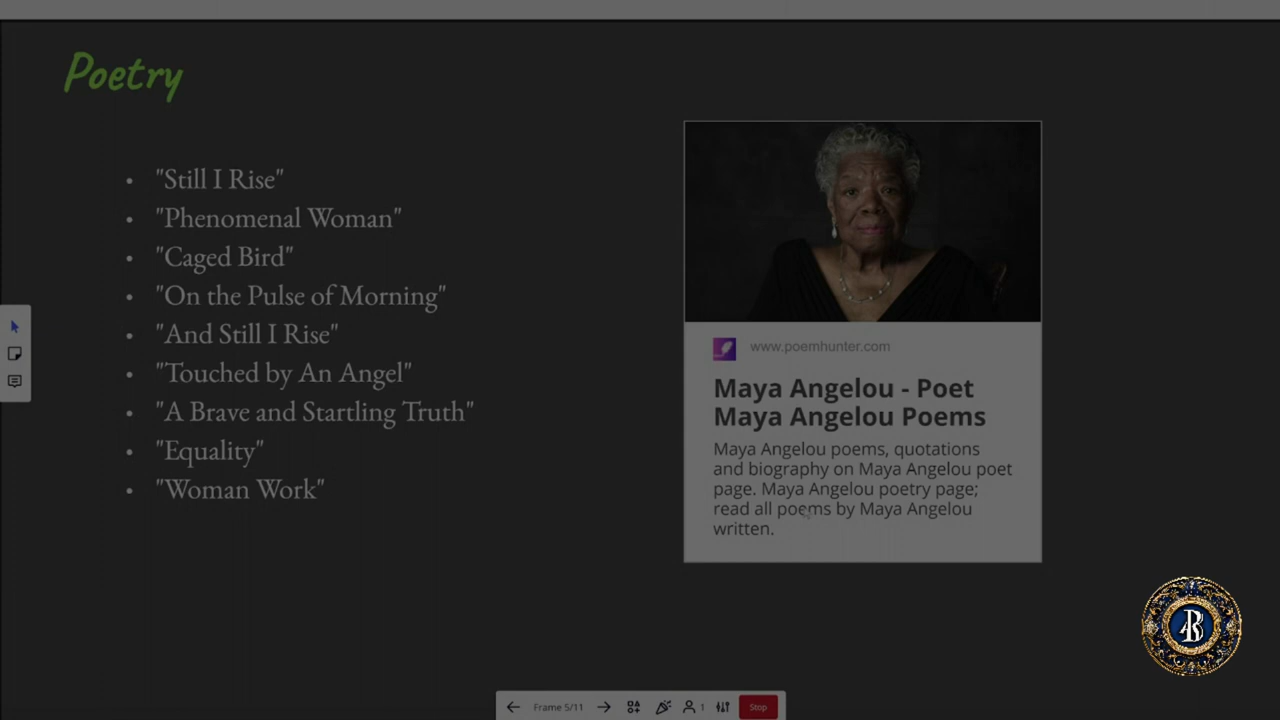 Poetry
• "Still I Rise"
• "Phenomenal Woman"
• "Caged Bird"
• "On the Pulse of Morning"
• "And Still I Rise"
• "Touched by An Angel"
• "A Brave and Startling Truth"
• "Equality"
• "Woman Work"
www.poemhunter.com
Maya Angelou - Poet
Maya Angelou Poems
Maya Angelou poems, quotations
and biography on Maya Angelou poet
page. Maya Angelou poetry page;
read all poems by Maya Angelou
written.
Frame 5/11
1
Stop